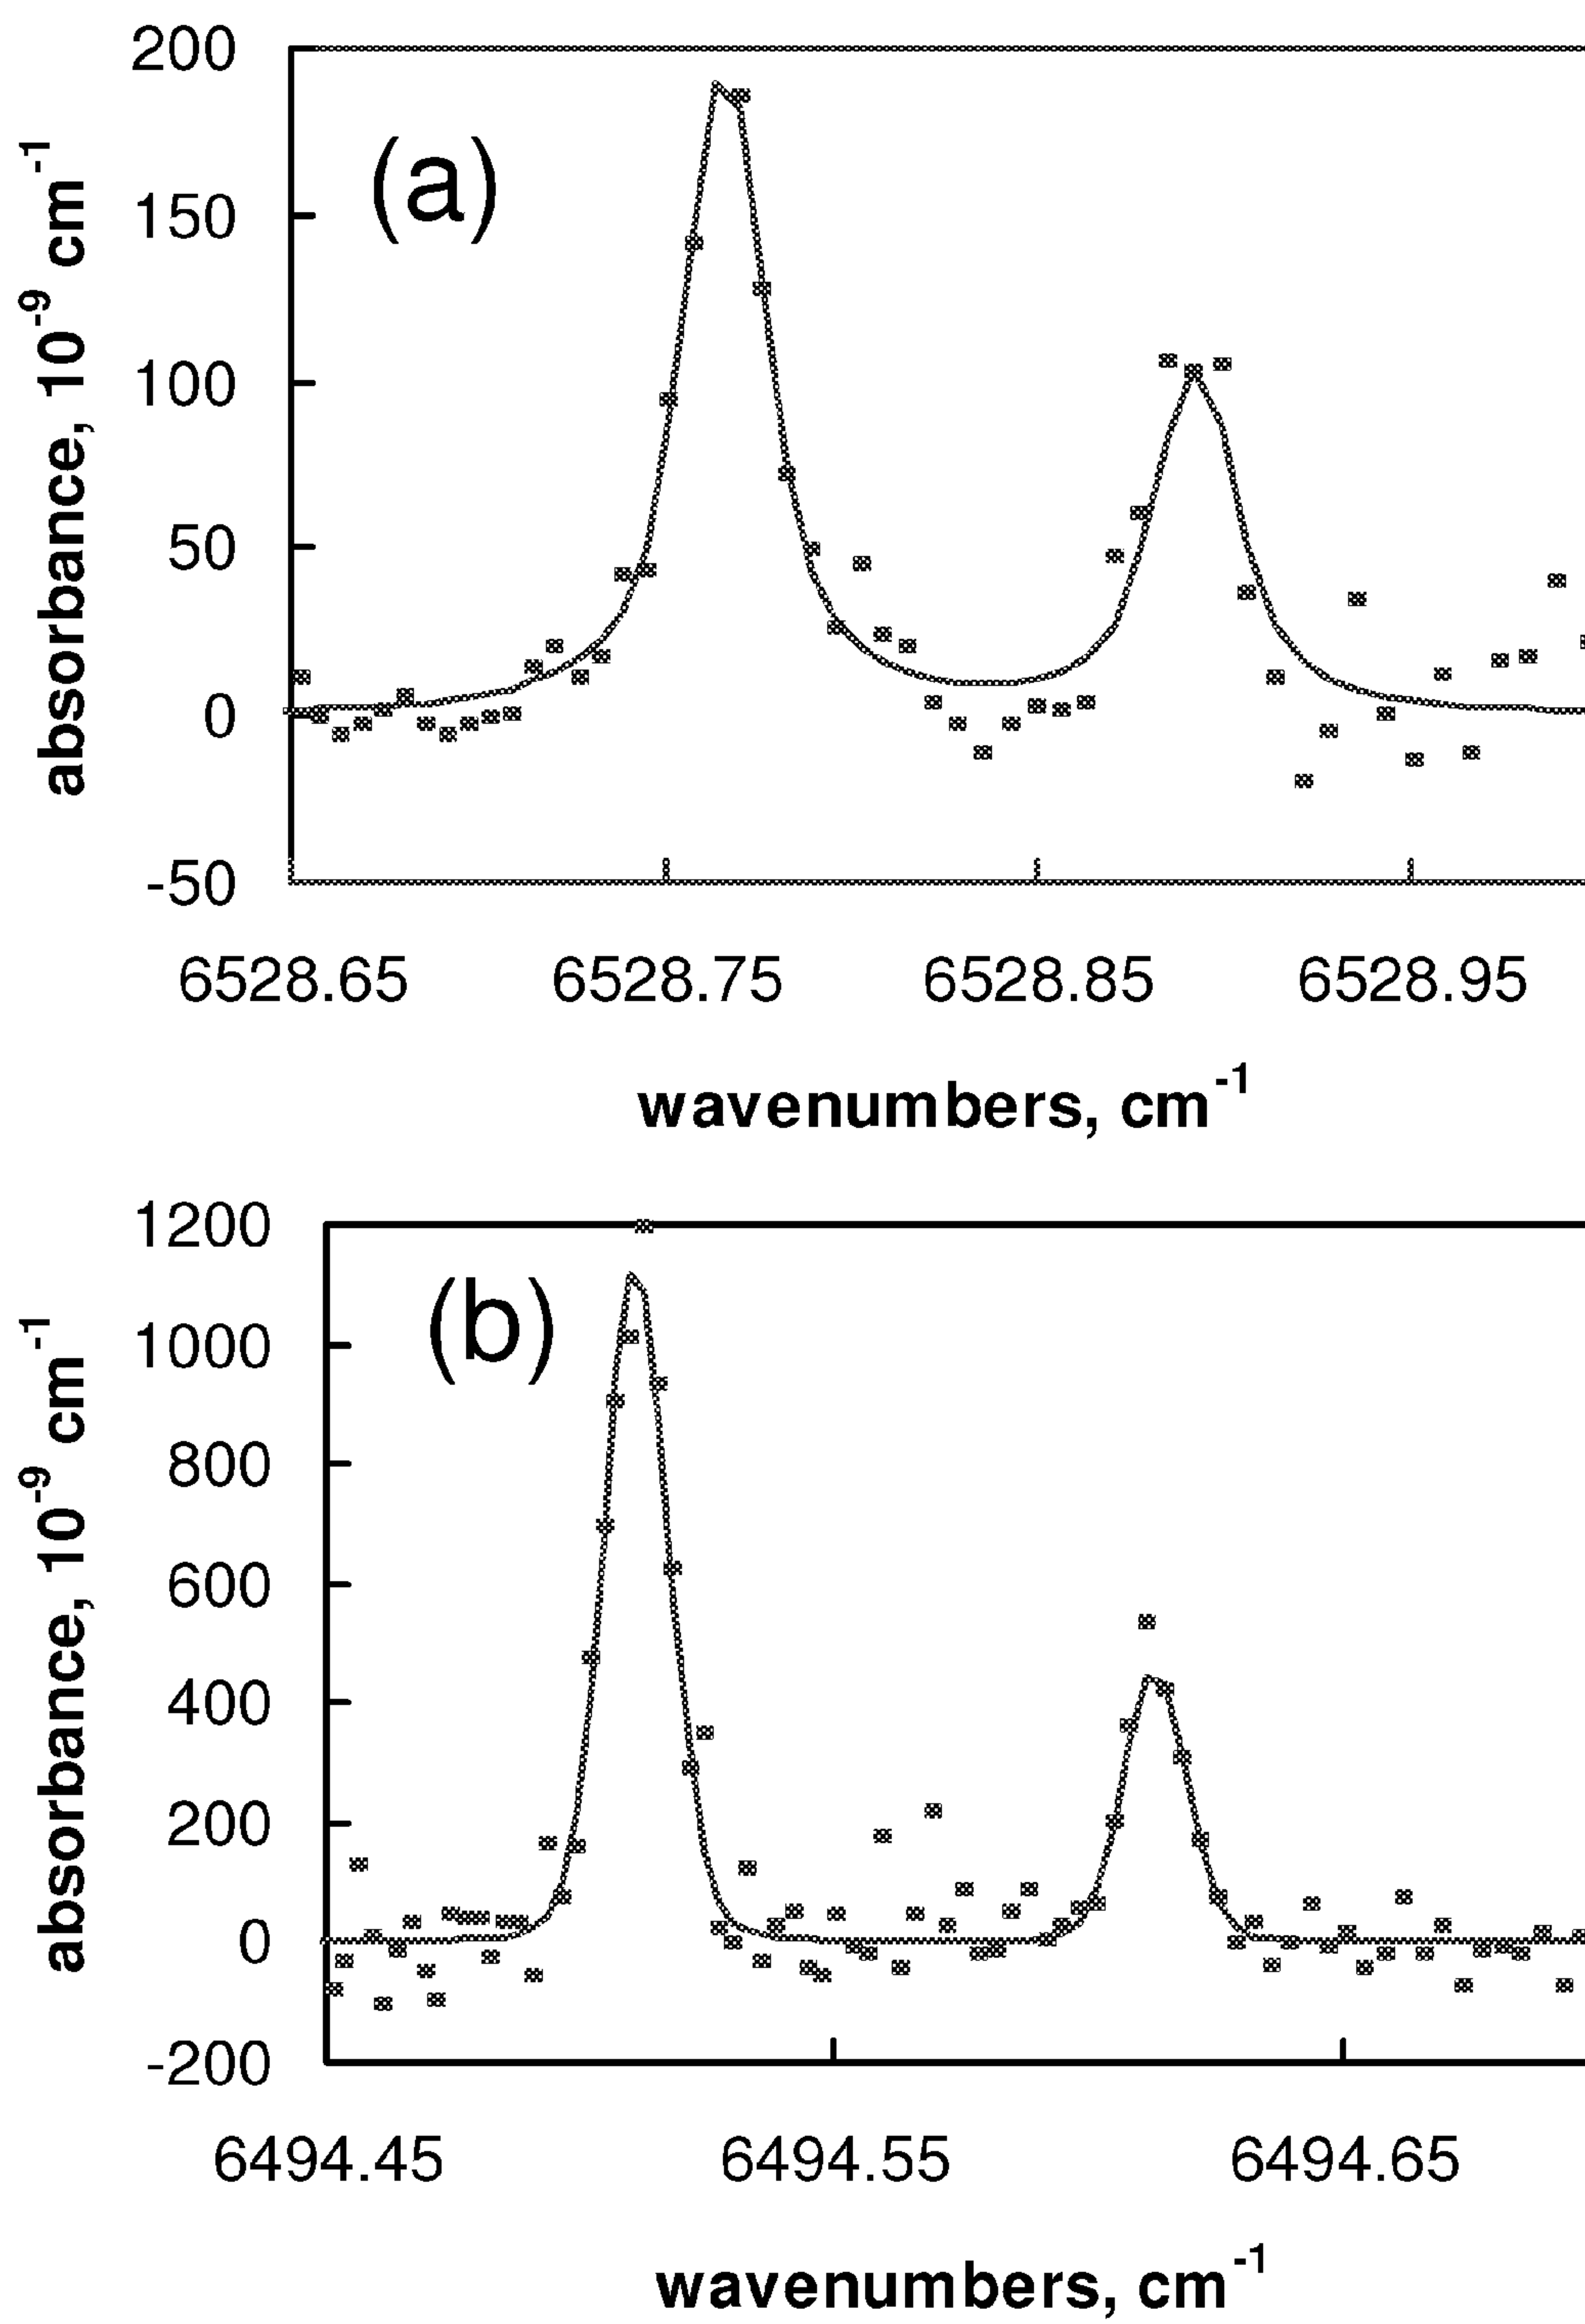 200
150
100
50
0
-50
absorbance, 10⁻⁹ cm⁻¹
(a)
6528.65 6528.75 6528.85 6528.95
wavenumbers, cm⁻¹
1200
1000
800
600
400
200
0
-200
absorbance, 10⁻⁹ cm⁻¹
(b)
6494.45 6494.55 6494.65
wavenumbers, cm⁻¹